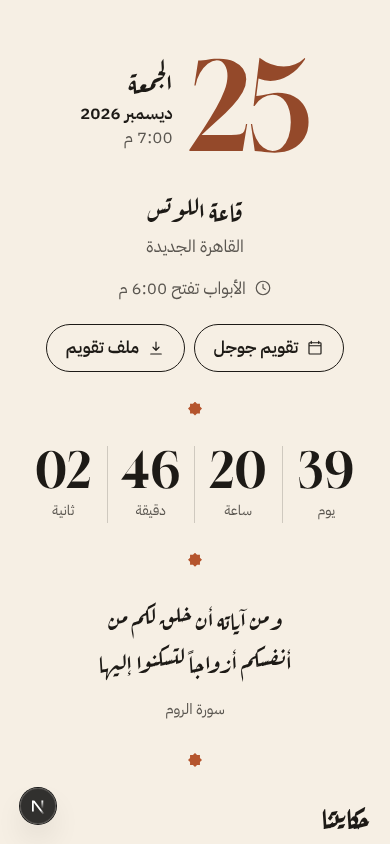 25
الجمعة
ديسمبر 2026
7:00 م
قاعة اللوتس
القاهرة الجديدة
الأبواب تفتح 6:00 م
تقويم جوجل
ملف تقويم
39 يوم
20 ساعة
46 دقيقة
02 ثانية
ومن آياته أن خلق لكم من
أنفسكم أزواجاً لتسكنوا إليها
سورة الروم
حكايتنا
N